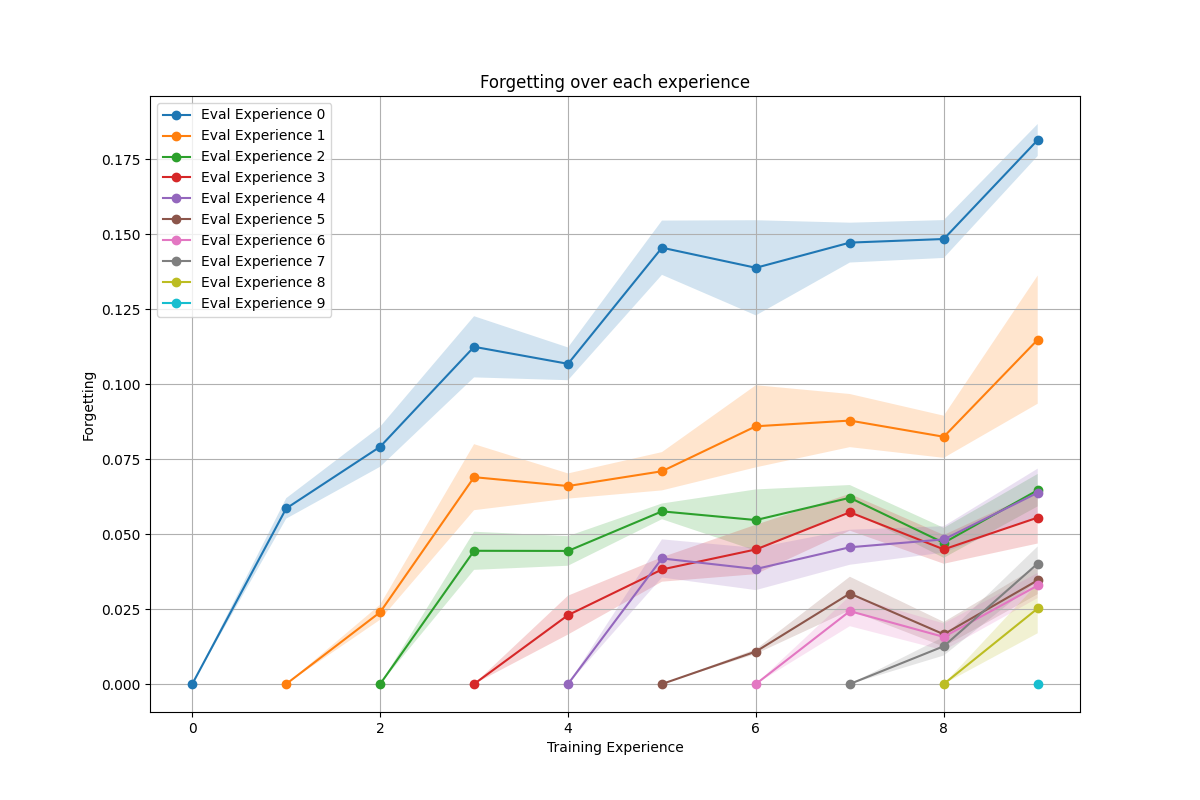 Forgetting over each experience
Eval Experience 0
Eval Experience 1
Eval Experience 2
Eval Experience 3
Eval Experience 4
Eval Experience 5
Eval Experience 6
Eval Experience 7
Eval Experience 8
Eval Experience 9
0.175
0.150
0.125
0.100
0.075
0.050
0.025
0.000
Forgetting
0 2 4 6 8
Training Experience